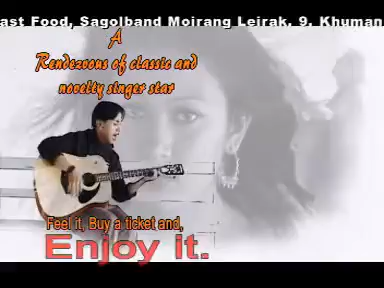 ast Food, Sagolband Moirang Leirak. 9. Khuman
A
Rendezvous of classic and
novelty singer star
Feel it, Buy a ticket and,
Enjoy it.